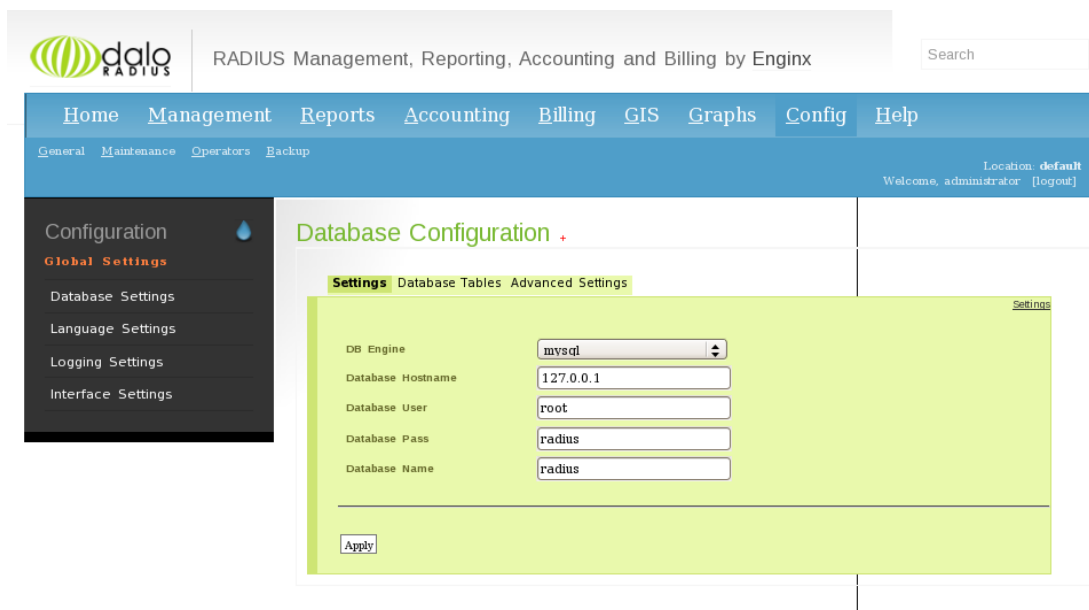 dalo
RADIUS
RADIUS Management, Reporting, Accounting and Billing by Enginx
Search
Home Management Reports Accounting Billing GIS Graphs Config Help
General Maintenance Operators Backup
Location: default
Welcome, administrator [logout]
Configuration
Global Settings
Database Settings
Language Settings
Logging Settings
Interface Settings
Database Configuration +
Settings Database Tables Advanced Settings
Settings
DB Engine mysql
Database Hostname 127.0.0.1
Database User root
Database Pass radius
Database Name radius
Apply